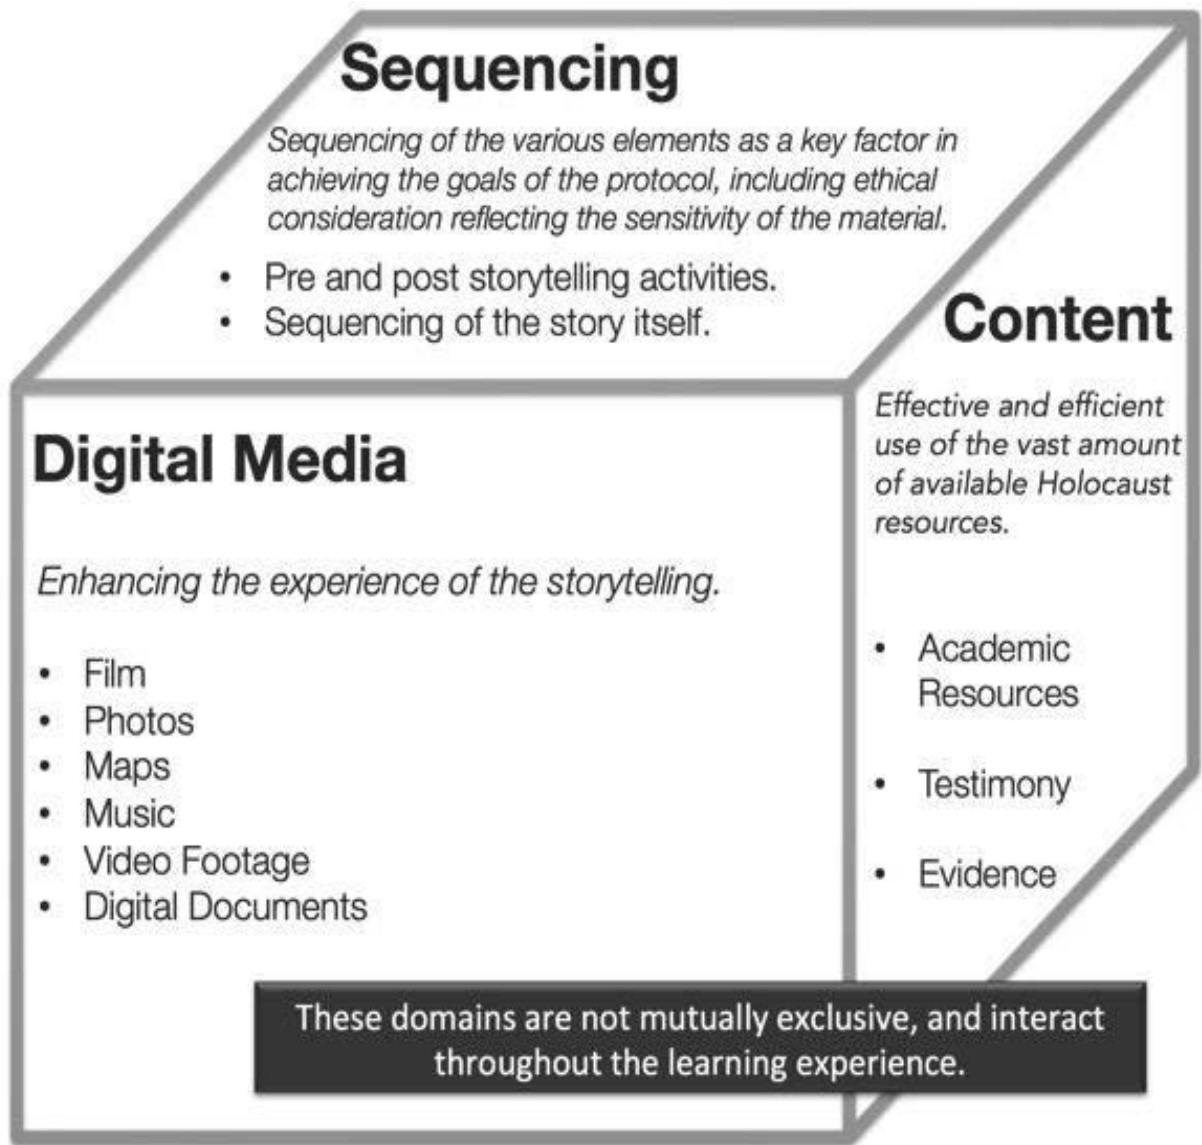 Sequencing
Sequencing of the various elements as a key factor in
achieving the goals of the protocol, including ethical
consideration reflecting the sensitivity of the material.
• Pre and post storytelling activities.
• Sequencing of the story itself.
Content
Effective and efficient
use of the vast amount
of available Holocaust
resources.
• Academic
Resources
• Testimony
• Evidence
Digital Media
Enhancing the experience of the storytelling.
• Film
• Photos
• Maps
• Music
• Video Footage
• Digital Documents
These domains are not mutually exclusive, and interact
throughout the learning experience.